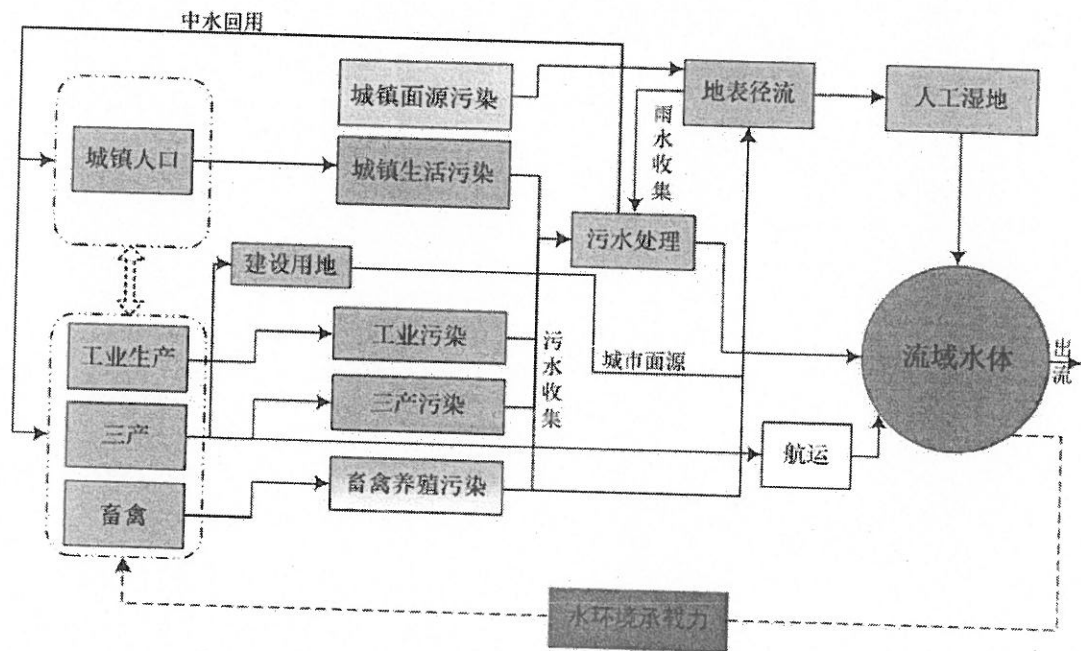 中水回用
城镇面源污染
地表径流
人工湿地
雨水收集
城镇人口
城镇生活污染
污水处理
建设用地
工业生产
工业污染
污水收集
城市面源
流域水体
出流
三产
三产污染
航运
畜禽
畜禽养殖污染
水环境承载力